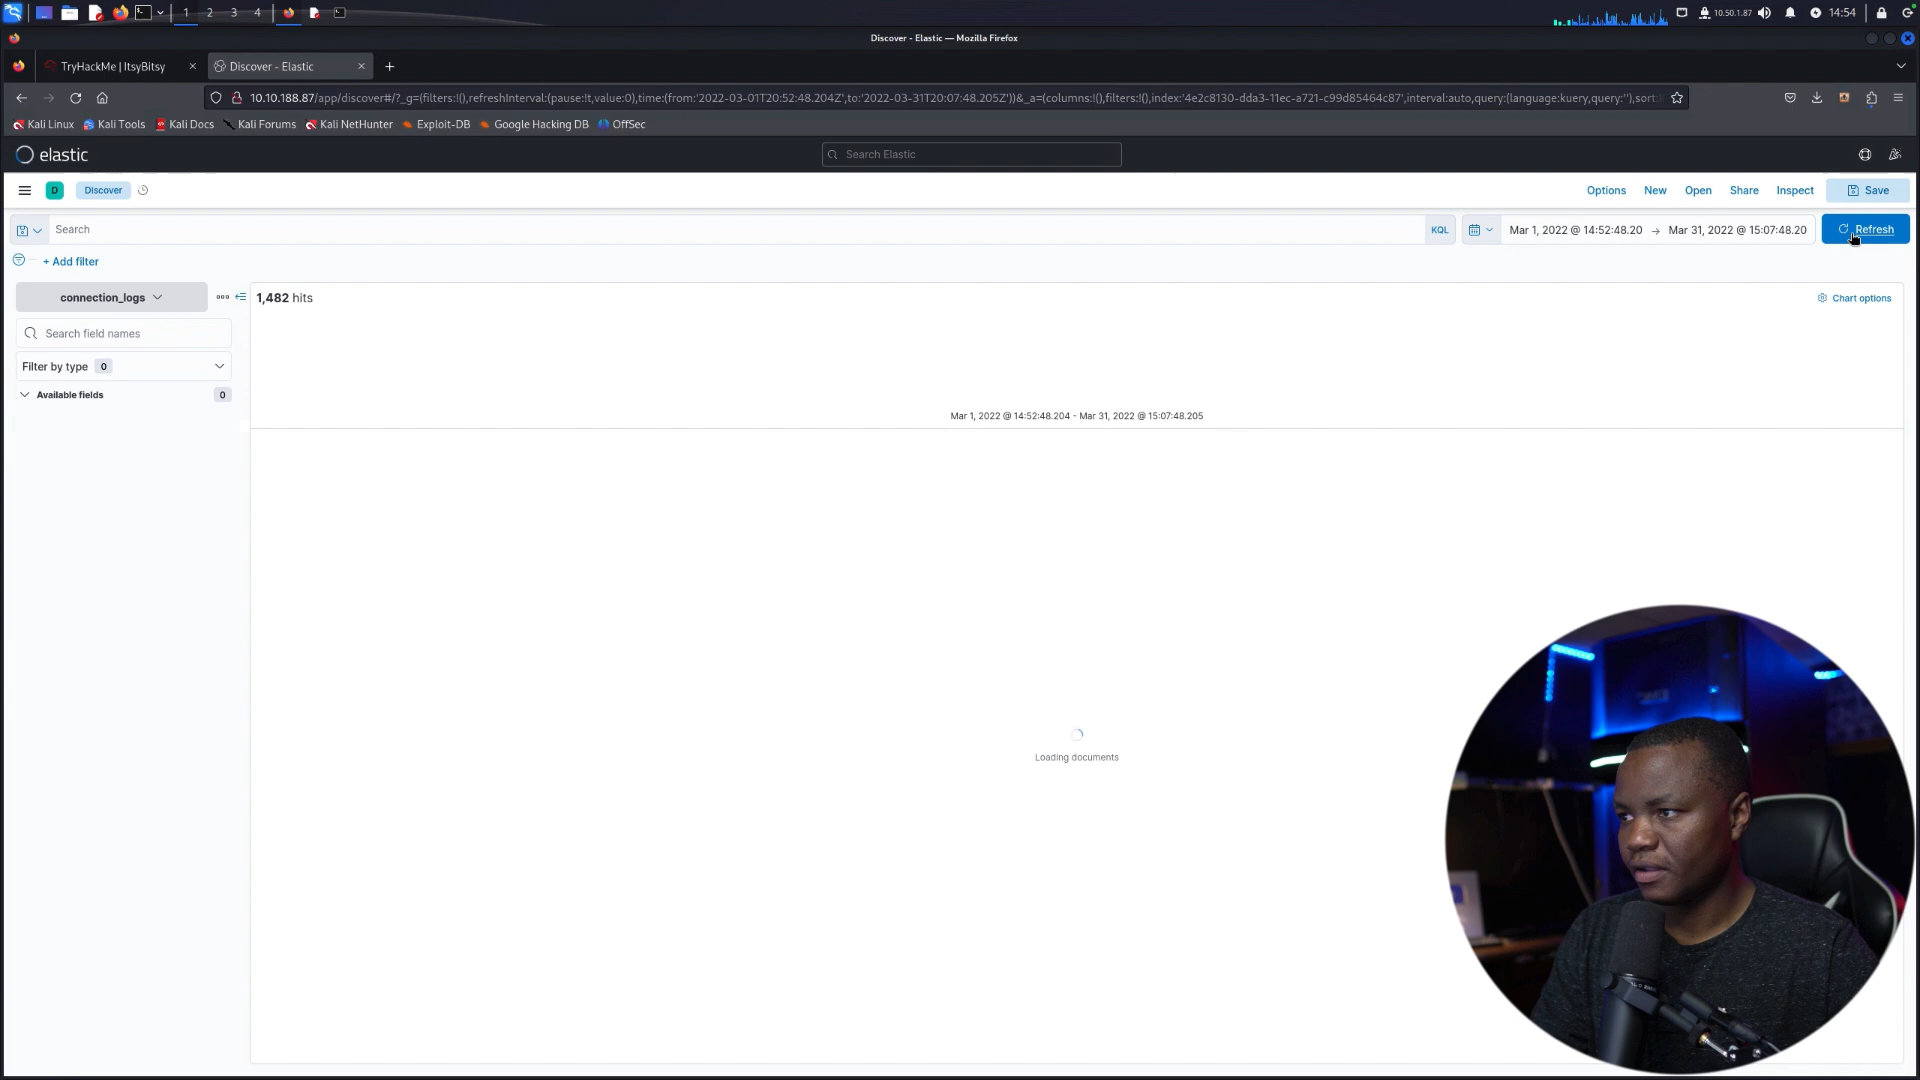 1 2 3 4
10.50.1.87
14:54
Discover - Elastic — Mozilla Firefox
TryHackMe | ItsyBitsy
Discover - Elastic
10.10.188.87/app/discover#/?_g=(filters:!(),refreshInterval:(pause:!t,value:0),time:(from:'2022-03-01T20:52:48.204Z',to:'2022-03-31T20:07:48.205Z'))&_a=(columns:!(),filters:!(),index:'4e2c8130-dda3-11ec-a721-c99d85464c87',interval:auto,query:(language:kuery,query:''),sort:
Kali Linux
Kali Tools
Kali Docs
Kali Forums
Kali NetHunter
Exploit-DB
Google Hacking DB
OffSec
elastic
Search Elastic
D
Discover
Options
New
Open
Share
Inspect
Save
Search
KQL
Mar 1, 2022 @ 14:52:48.20
→
Mar 31, 2022 @ 15:07:48.20
Refresh
+ Add filter
connection_logs
1,482 hits
Chart options
Search field names
Filter by type 0
Available fields 0
Mar 1, 2022 @ 14:52:48.204 - Mar 31, 2022 @ 15:07:48.205
Loading documents